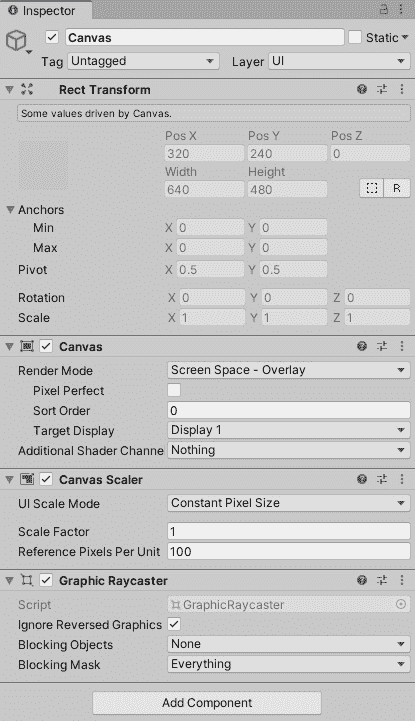 Inspector
Canvas
Static
Tag Untagged Layer UI
Rect Transform
Some values driven by Canvas.
Pos X Pos Y Pos Z
320 240 0
Width Height
640 480
R
Anchors
Min X 0 Y 0
Max X 0 Y 0
Pivot X 0.5 Y 0.5
Rotation X 0 Y 0 Z 0
Scale X 1 Y 1 Z 1
Canvas
Render Mode Screen Space - Overlay
Pixel Perfect
Sort Order 0
Target Display Display 1
Additional Shader Channe Nothing
Canvas Scaler
UI Scale Mode Constant Pixel Size
Scale Factor 1
Reference Pixels Per Unit 100
Graphic Raycaster
Script GraphicRaycaster
Ignore Reversed Graphics
Blocking Objects None
Blocking Mask Everything
Add Component